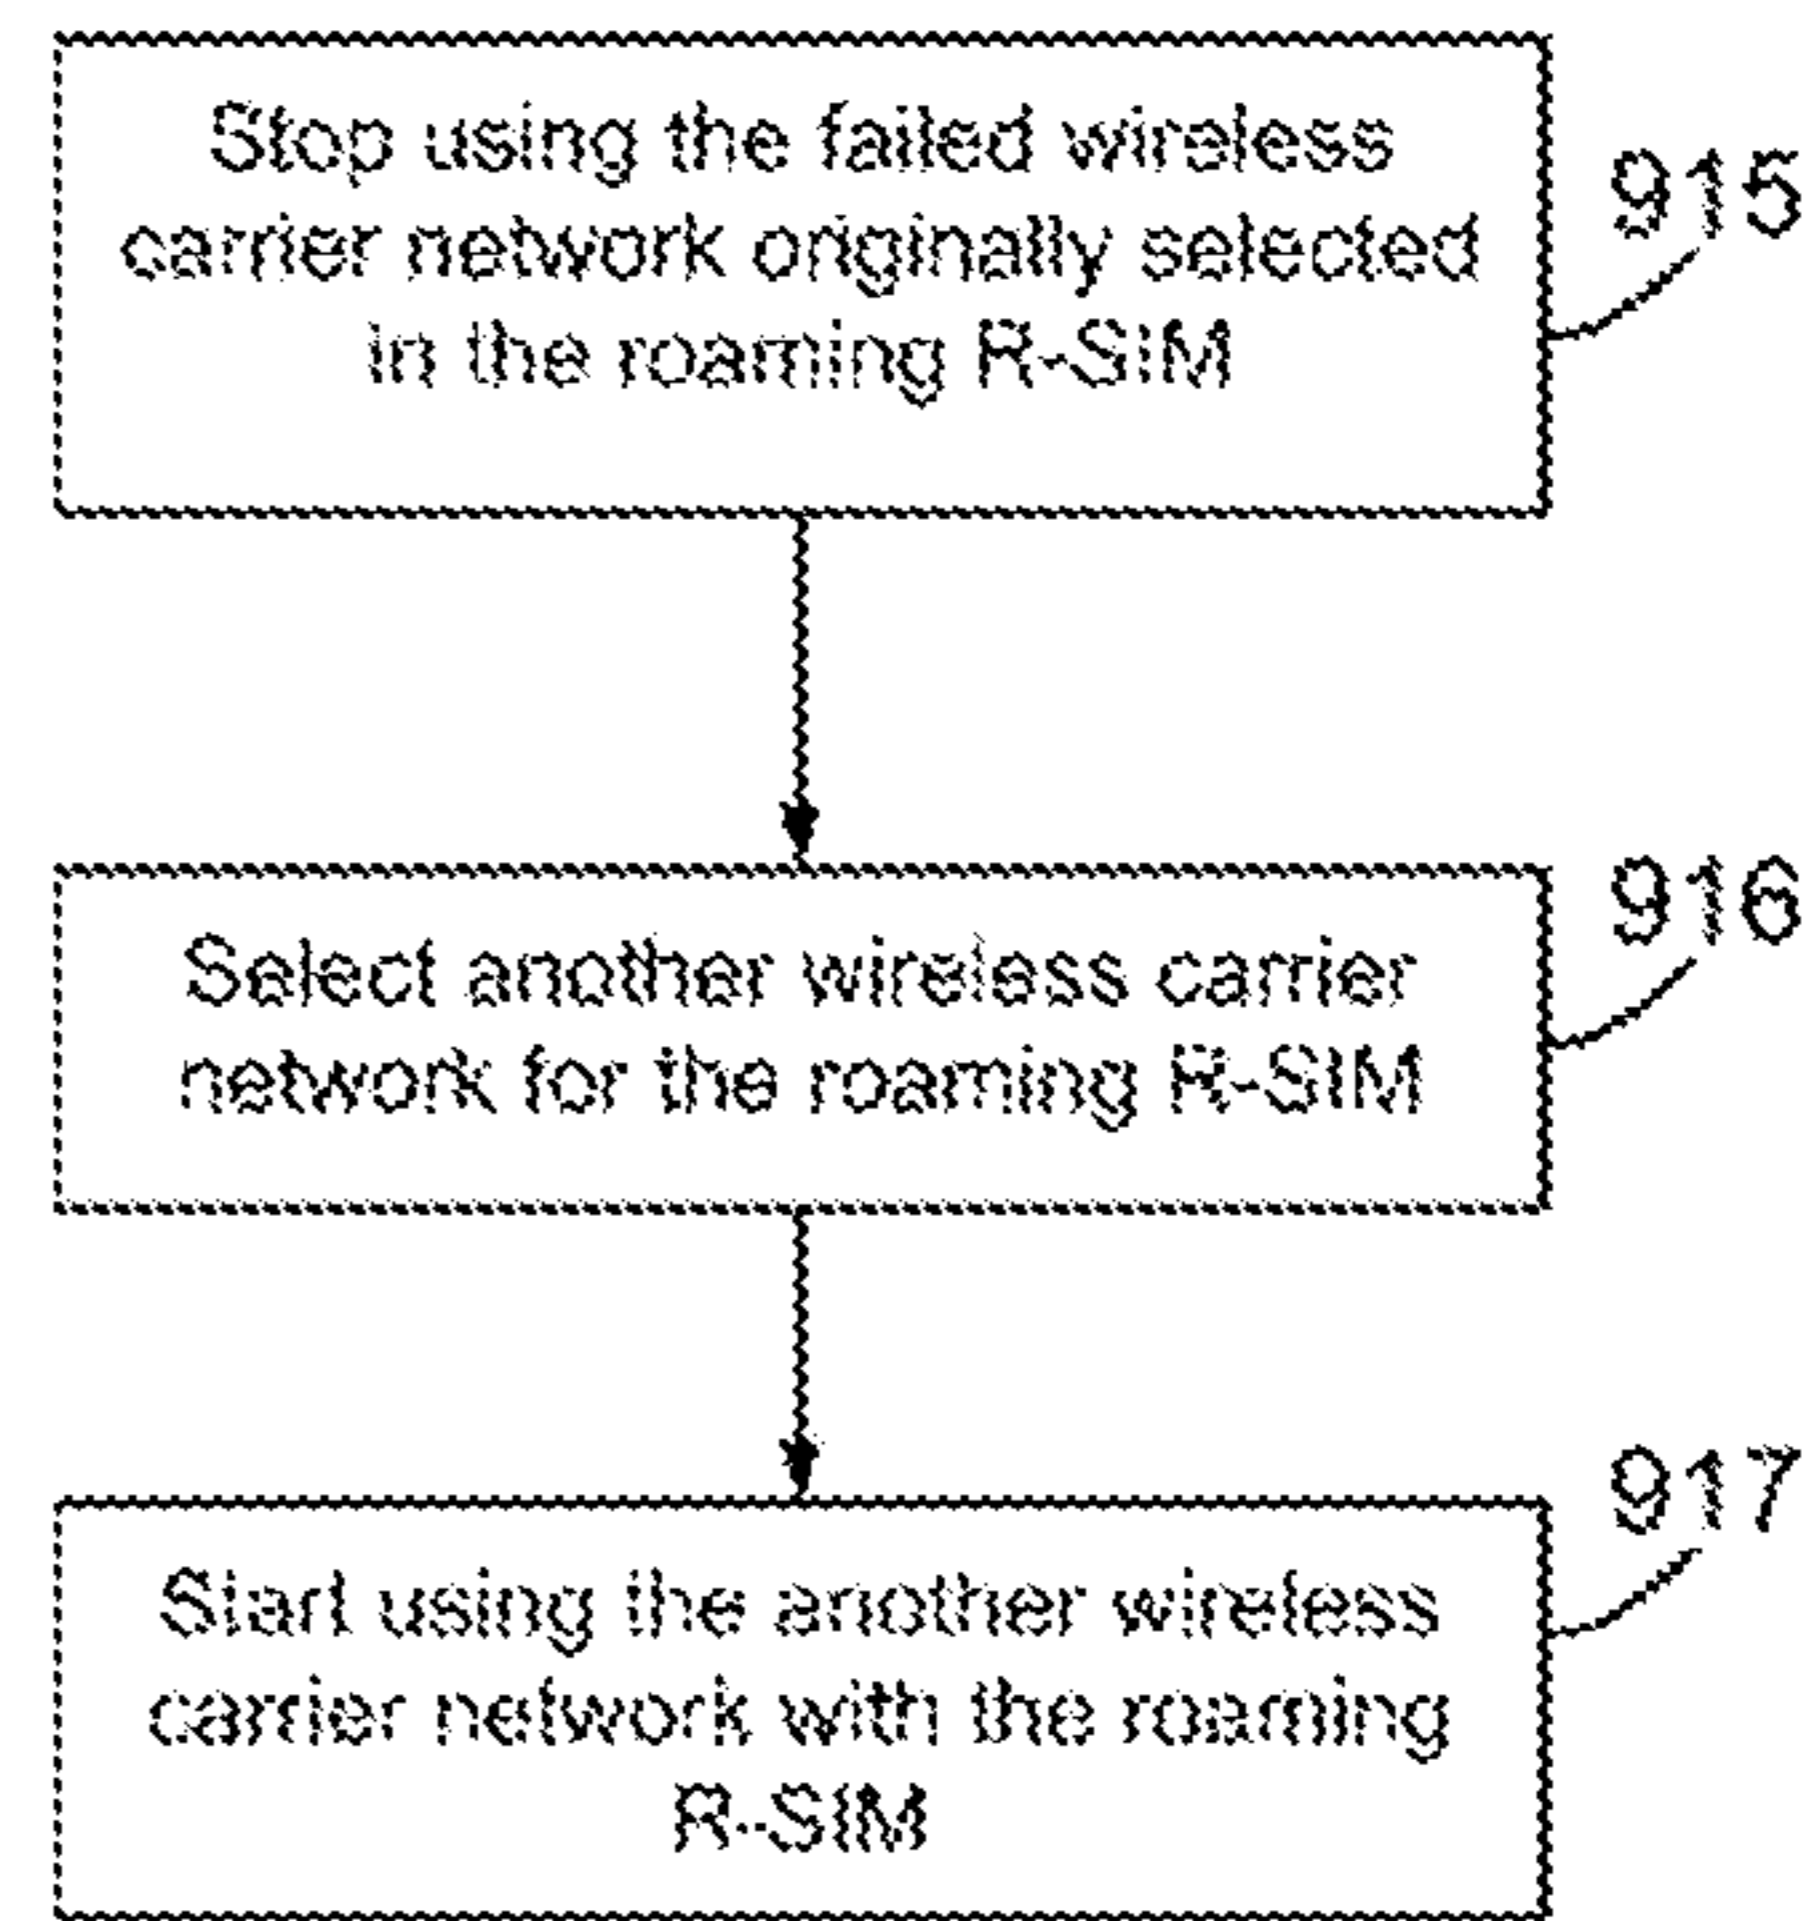 Stop using the failed wireless
carrier network originally selected
in the roaming R-SIM
915
Select another wireless carrier
network for the roaming R-SIM
916
Start using the another wireless
carrier network with the roaming
R-SIM
917